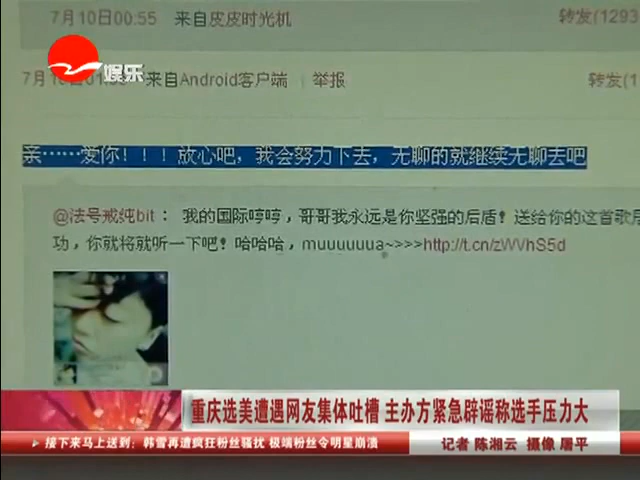 7月10日00:55 来自皮皮时光机 转发(1293
娱乐
来自Android客户端 | 举报 转发(1
亲……爱你！！！放心吧，我会努力下去，无聊的就继续无聊去吧
@法号戒纯bit： 我的国际哼哼，哥哥我永远是你坚强的后盾！送给你的这首歌
功，你就将就听一下吧！哈哈哈，muuuuuua~>>>http://t.cn/zWVhS5d
重庆选美遭遇网友集体吐槽 主办方紧急辟谣称选手压力大
接下来马上送到：韩雪再遭疯狂粉丝骚扰 极端粉丝令明星崩溃
记者 陈湘云 摄像 屠平